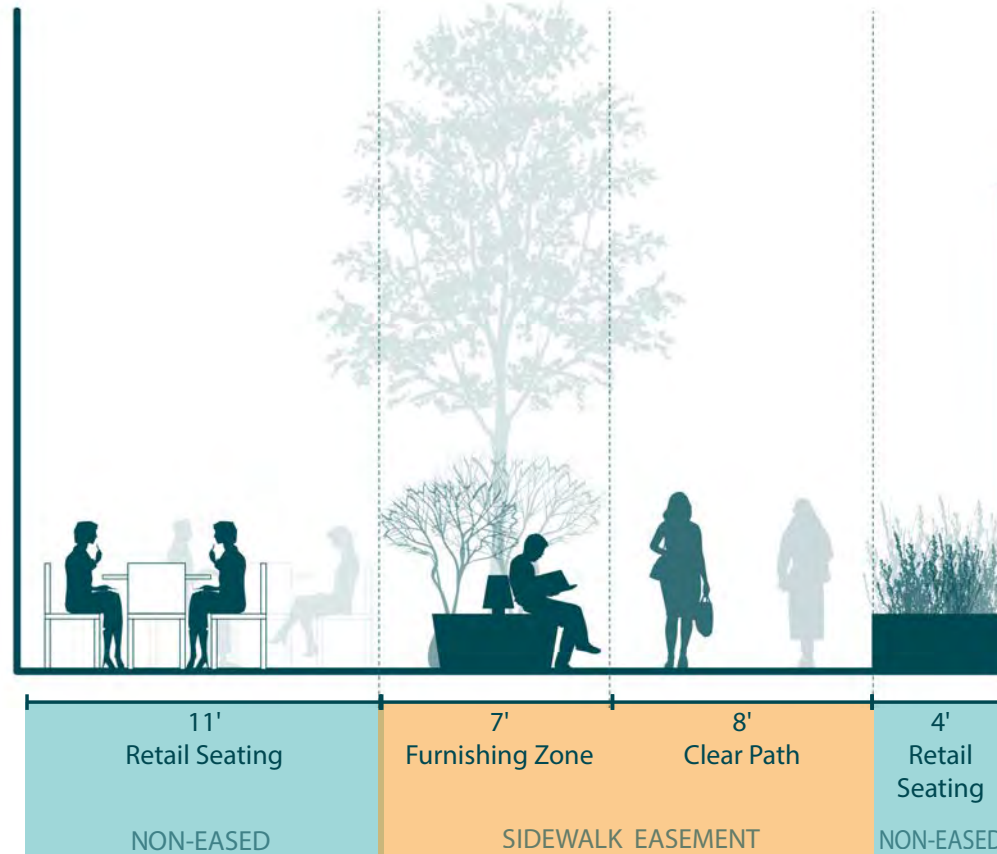 11'
Retail Seating
7'
Furnishing Zone
8'
Clear Path
4'
Retail
Seating
NON-EASED
SIDEWALK EASEMENT
NON-EASED